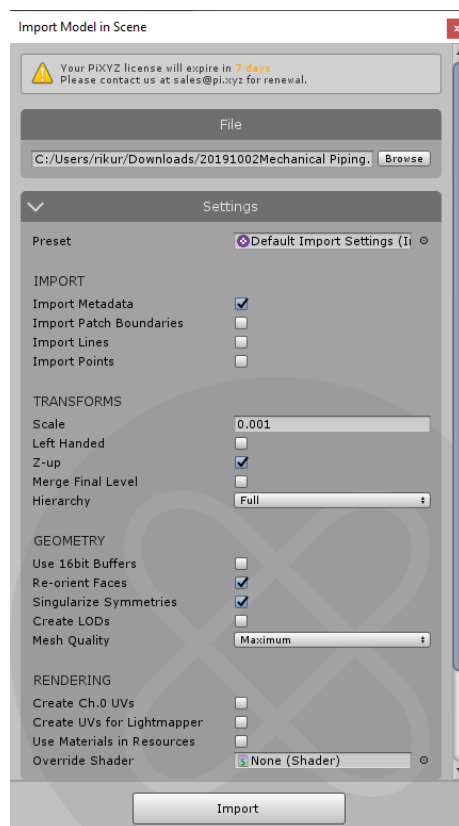 Import Model in Scene
Your PiXYZ license will expire in 7 days
Please contact us at sales@pi.xyz for renewal.
File
C:/Users/rikur/Downloads/20191002Mechanical Piping. Browse
Settings
Preset Default Import Settings (I
IMPORT
Import Metadata
Import Patch Boundaries
Import Lines
Import Points
TRANSFORMS
Scale 0.001
Left Handed
Z-up
Merge Final Level
Hierarchy Full
GEOMETRY
Use 16bit Buffers
Re-orient Faces
Singularize Symmetries
Create LODs
Mesh Quality Maximum
RENDERING
Create Ch.0 UVs
Create UVs for Lightmapper
Use Materials in Resources
Override Shader None (Shader)
Import